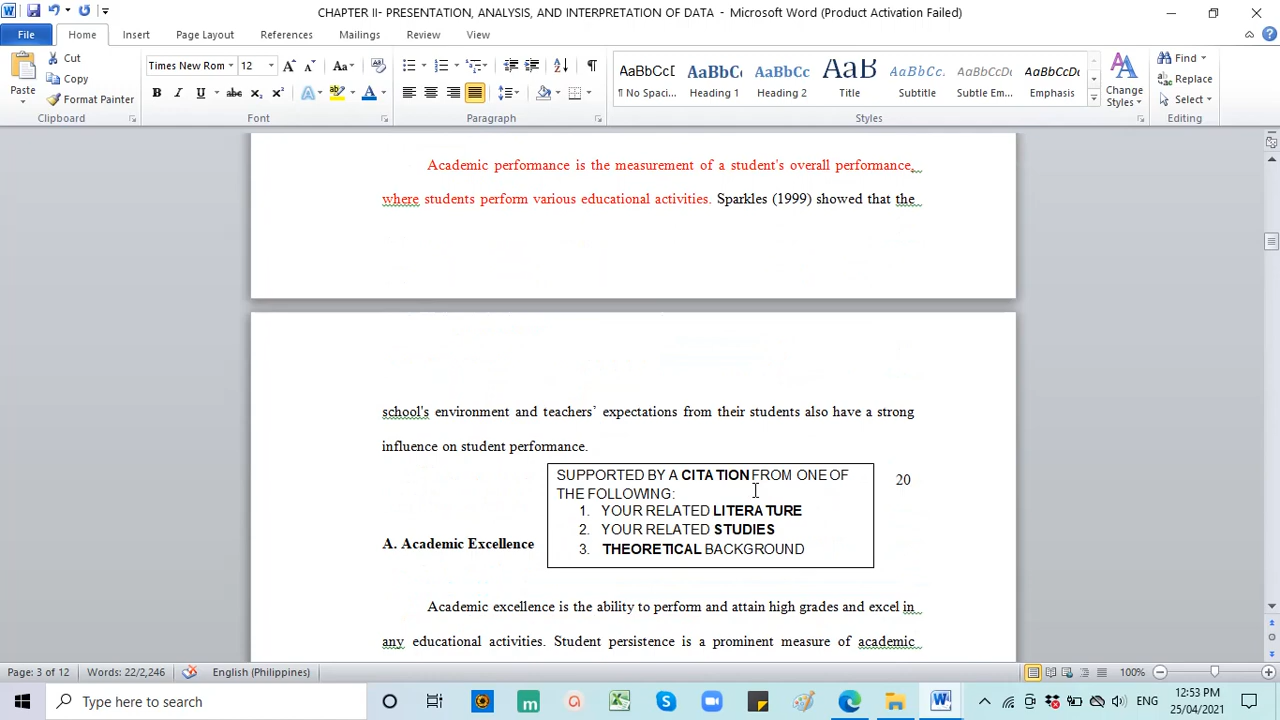 CHAPTER II- PRESENTATION, ANALYSIS, AND INTERPRETATION OF DATA - Microsoft Word (Product Activation Failed)
File Home Insert Page Layout References Mailings Review View
Paste
Cut
Copy
Format Painter
Clipboard
Times New Rom 12
Font
Paragraph
AaBbCcD AaBbCc AaBbCc AaB AaBbCc. AaBbCcDc AaBbCcDc
¶ No Spaci... Heading 1 Heading 2 Title Subtitle Subtle Em... Emphasis
Change Styles
Styles
Find
Replace
Select
Editing
Academic performance is the measurement of a student's overall performance,
where students perform various educational activities. Sparkles (1999) showed that the
school's environment and teachers’ expectations from their students also have a strong
influence on student performance.
SUPPORTED BY A CITATION FROM ONE OF
THE FOLLOWING:
1. YOUR RELATED LITERATURE
2. YOUR RELATED STUDIES
3. THEORETICAL BACKGROUND
20
A. Academic Excellence
Academic excellence is the ability to perform and attain high grades and excel in
any educational activities. Student persistence is a prominent measure of academic
Page: 3 of 12 Words: 22/2,246 English (Philippines) 100%
Type here to search
ENG
12:53 PM
25/04/2021